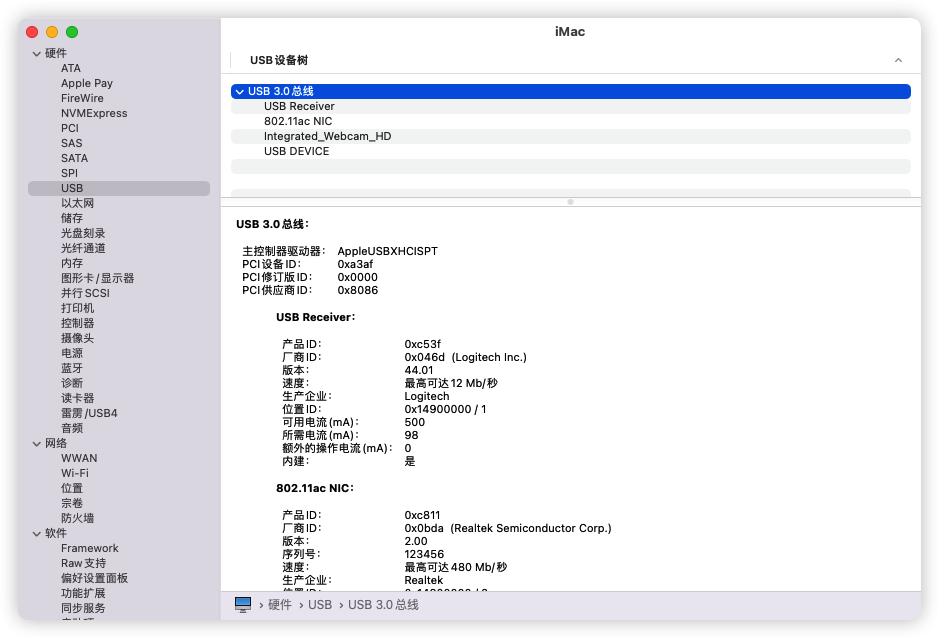 iMac
硬件
ATA
Apple Pay
FireWire
NVMExpress
PCI
SAS
SATA
SPI
USB
以太网
储存
光盘刻录
光纤通道
内存
图形卡/显示器
并行SCSI
打印机
控制器
摄像头
电源
蓝牙
诊断
读卡器
雷雳/USB4
音频
网络
WWAN
Wi-Fi
位置
宗卷
防火墙
软件
Framework
Raw支持
偏好设置面板
功能扩展
同步服务
USB设备树
USB 3.0总线
USB Receiver
802.11ac NIC
Integrated_Webcam_HD
USB DEVICE
USB 3.0总线：
主控制器驱动器： AppleUSBXHCISPT
PCI设备ID： 0xa3af
PCI修订版ID： 0x0000
PCI供应商ID： 0x8086
USB Receiver：
产品ID： 0xc53f
厂商ID： 0x046d (Logitech Inc.)
版本： 44.01
速度： 最高可达12 Mb/秒
生产企业： Logitech
位置ID： 0x14900000 / 1
可用电流(mA)： 500
所需电流(mA)： 98
额外的操作电流(mA)： 0
内建： 是
802.11ac NIC：
产品ID： 0xc811
厂商ID： 0x0bda (Realtek Semiconductor Corp.)
版本： 2.00
序列号： 123456
速度： 最高可达480 Mb/秒
生产企业： Realtek
硬件 › USB › USB 3.0总线